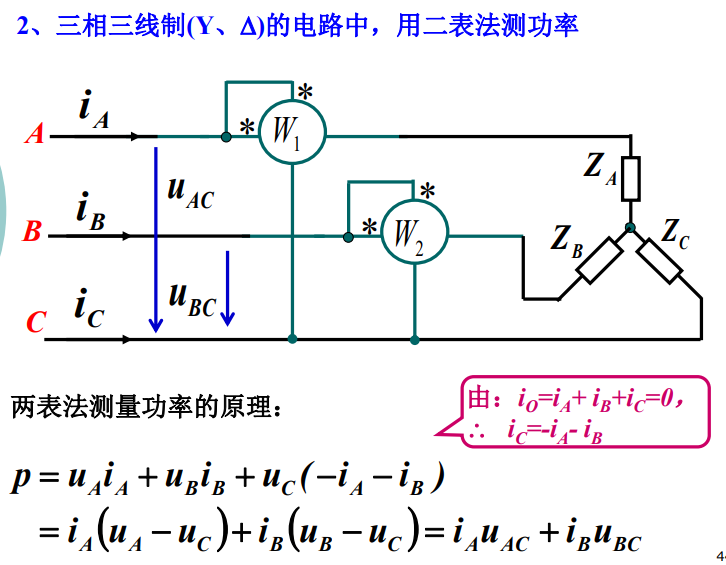 2、三相三线制(Y、Δ)的电路中，用二表法测功率
i_A
A
*
*
W_1
Z_A
u_AC
i_B
B
*
*
W_2
Z_B
Z_C
u_BC
i_C
C
两表法测量功率的原理：
由：i_O=i_A+ i_B+i_C=0，
∴ i_C=-i_A- i_B
p = u_A i_A + u_B i_B + u_C (−i_A − i_B )
= i_A (u_A − u_C) + i_B (u_B − u_C) = i_A u_AC + i_B u_BC